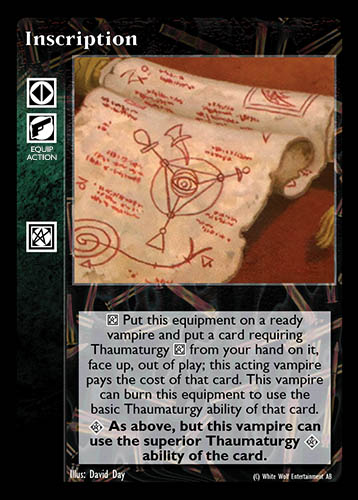 Inscription
EQUIP
ACTION
Put this equipment on a ready
vampire and put a card requiring
Thaumaturgy from your hand on it,
face up, out of play; this acting vampire
pays the cost of that card. This vampire
can burn this equipment to use the
basic Thaumaturgy ability of that card.
As above, but this vampire can
use the superior Thaumaturgy
ability of the card.
Illus: David Day
(C) White Wolf Entertainment AB